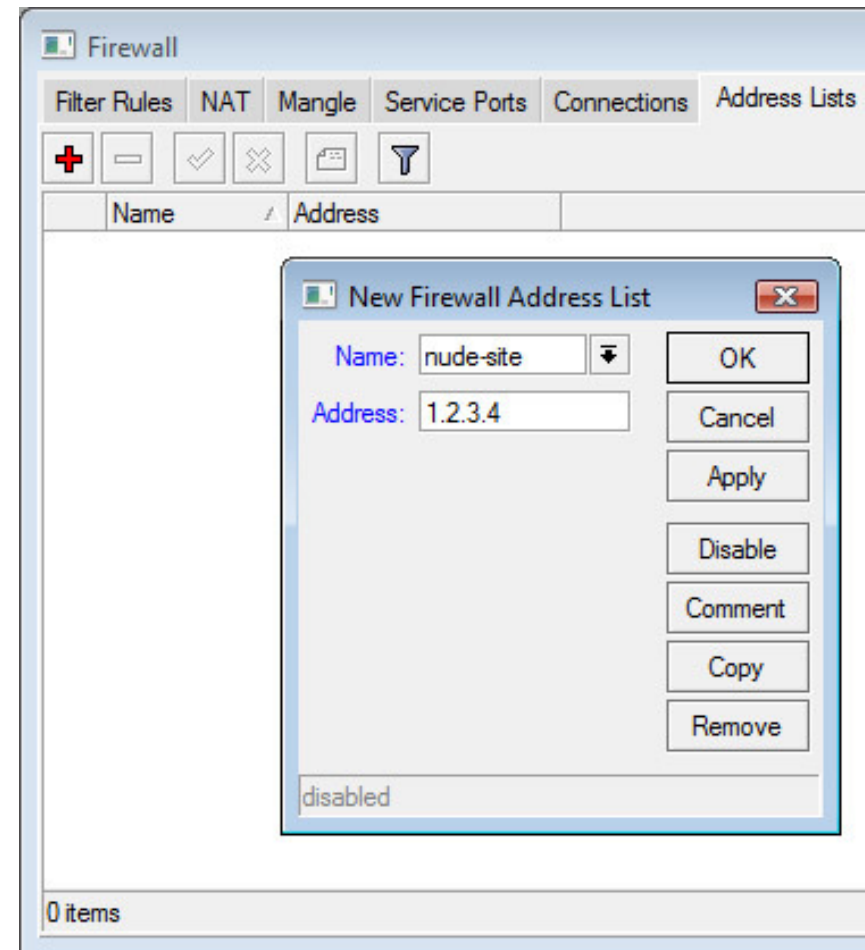 Firewall
Filter Rules NAT Mangle Service Ports Connections Address Lists
Name Address
New Firewall Address List
Name: nude-site OK
Address: 1.2.3.4 Cancel
Apply
Disable
Comment
Copy
Remove
disabled
0 items